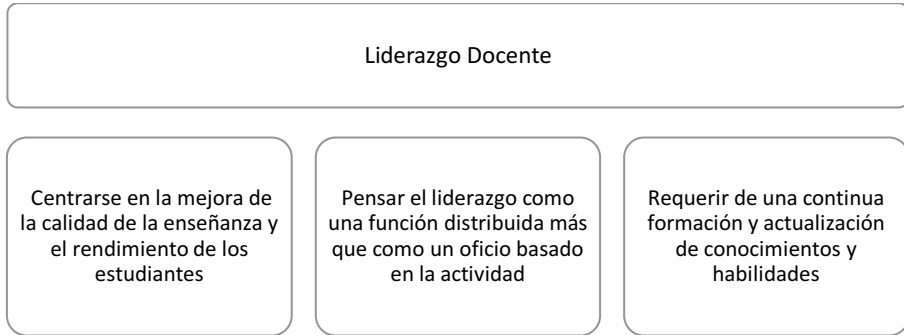 Liderazgo Docente
Centrarse en la mejora de
la calidad de la enseñanza y
el rendimiento de los
estudiantes
Pensar el liderazgo como
una función distribuida más
que como un oficio basado
en la actividad
Requerir de una continua
formación y actualización
de conocimientos y
habilidades